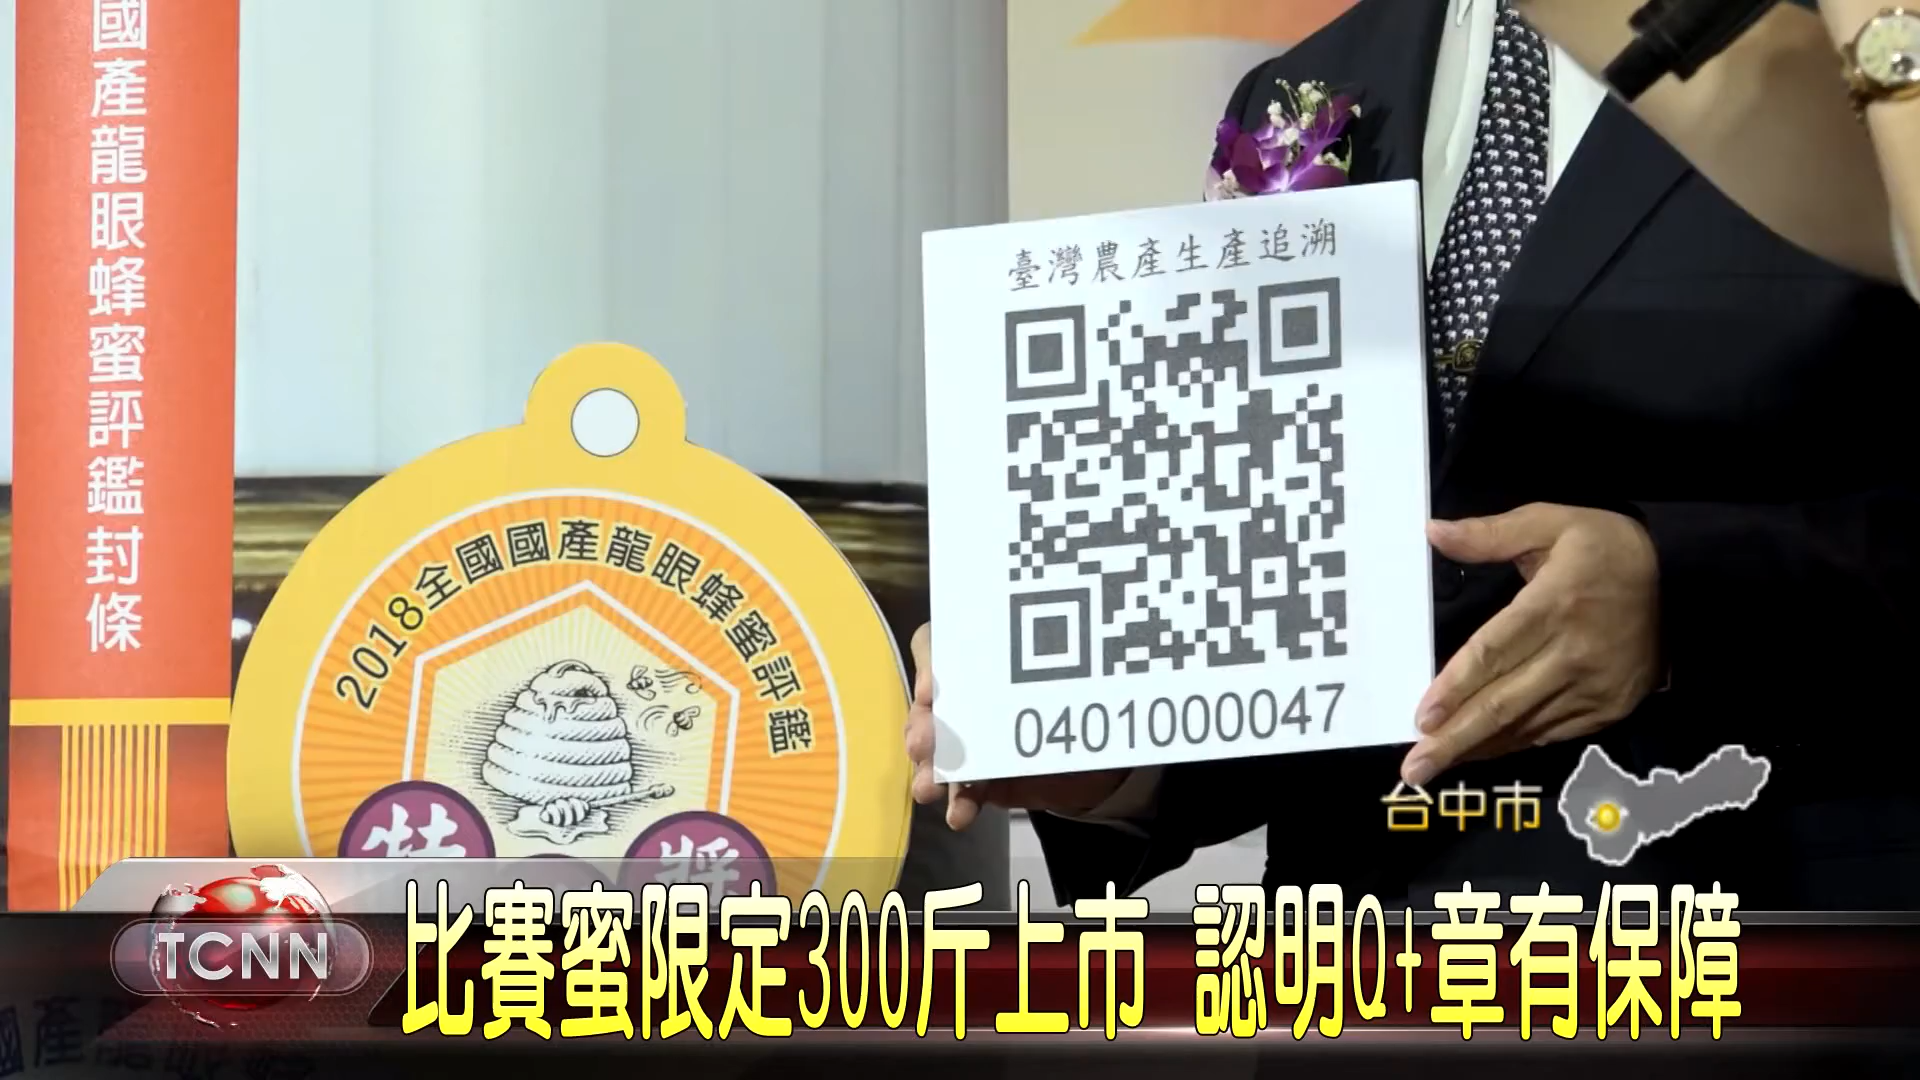 國產龍眼蜂蜜評鑑封條
2018全國國產龍眼蜂蜜評鑑
特
獎
臺灣農產生產追溯
0401000047
台中市
TCNN
比賽蜜限定300斤上市 認明Q+章有保障